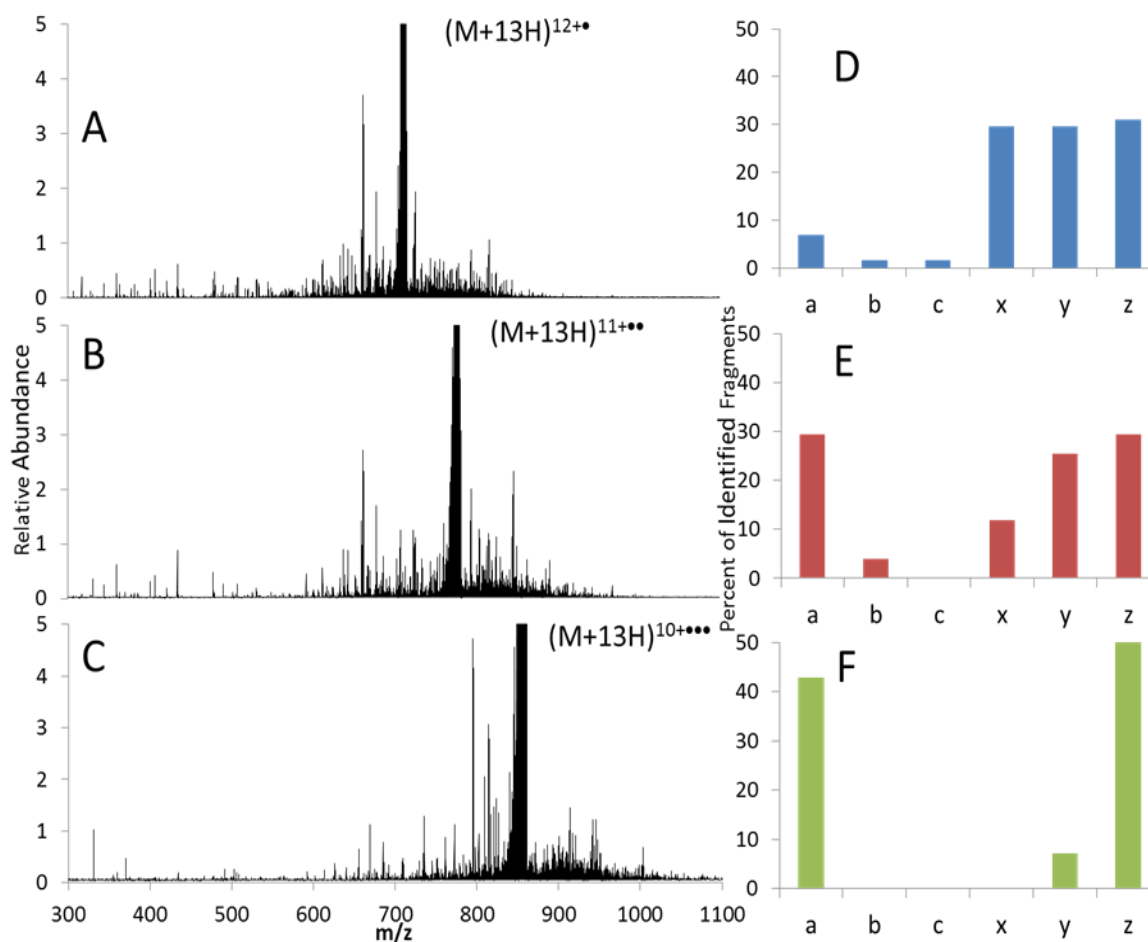 5
4
3
2
1
0
A
(M+13H)¹²⁺•
5
4
3
2
1
0
B
(M+13H)¹¹⁺••
5
4
3
2
1
0
C
(M+13H)¹⁰⁺•••
Relative Abundance
300 400 500 600 700 800 900 1000 1100
m/z
50
40
30
20
10
0
D
a b c x y z
50
40
30
20
10
0
E
a b c x y z
50
40
30
20
10
0
F
a b c x y z
Percent of Identified Fragments